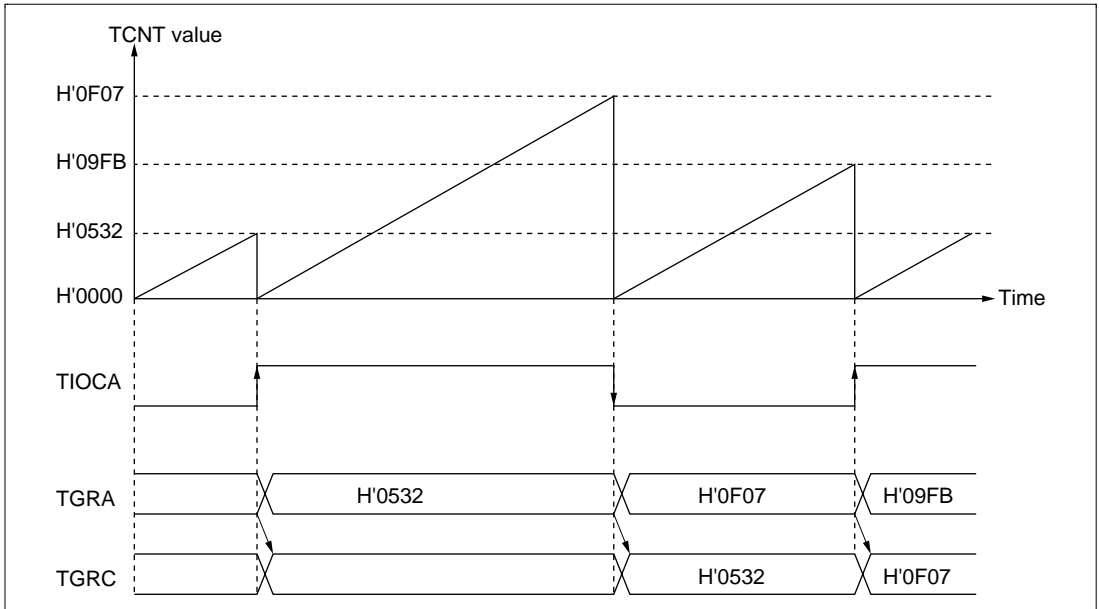 TCNT value
H'0F07
H'09FB
H'0532
H'0000
Time
TIOCA
TGRA
H'0532
H'0F07
H'09FB
TGRC
H'0532
H'0F07